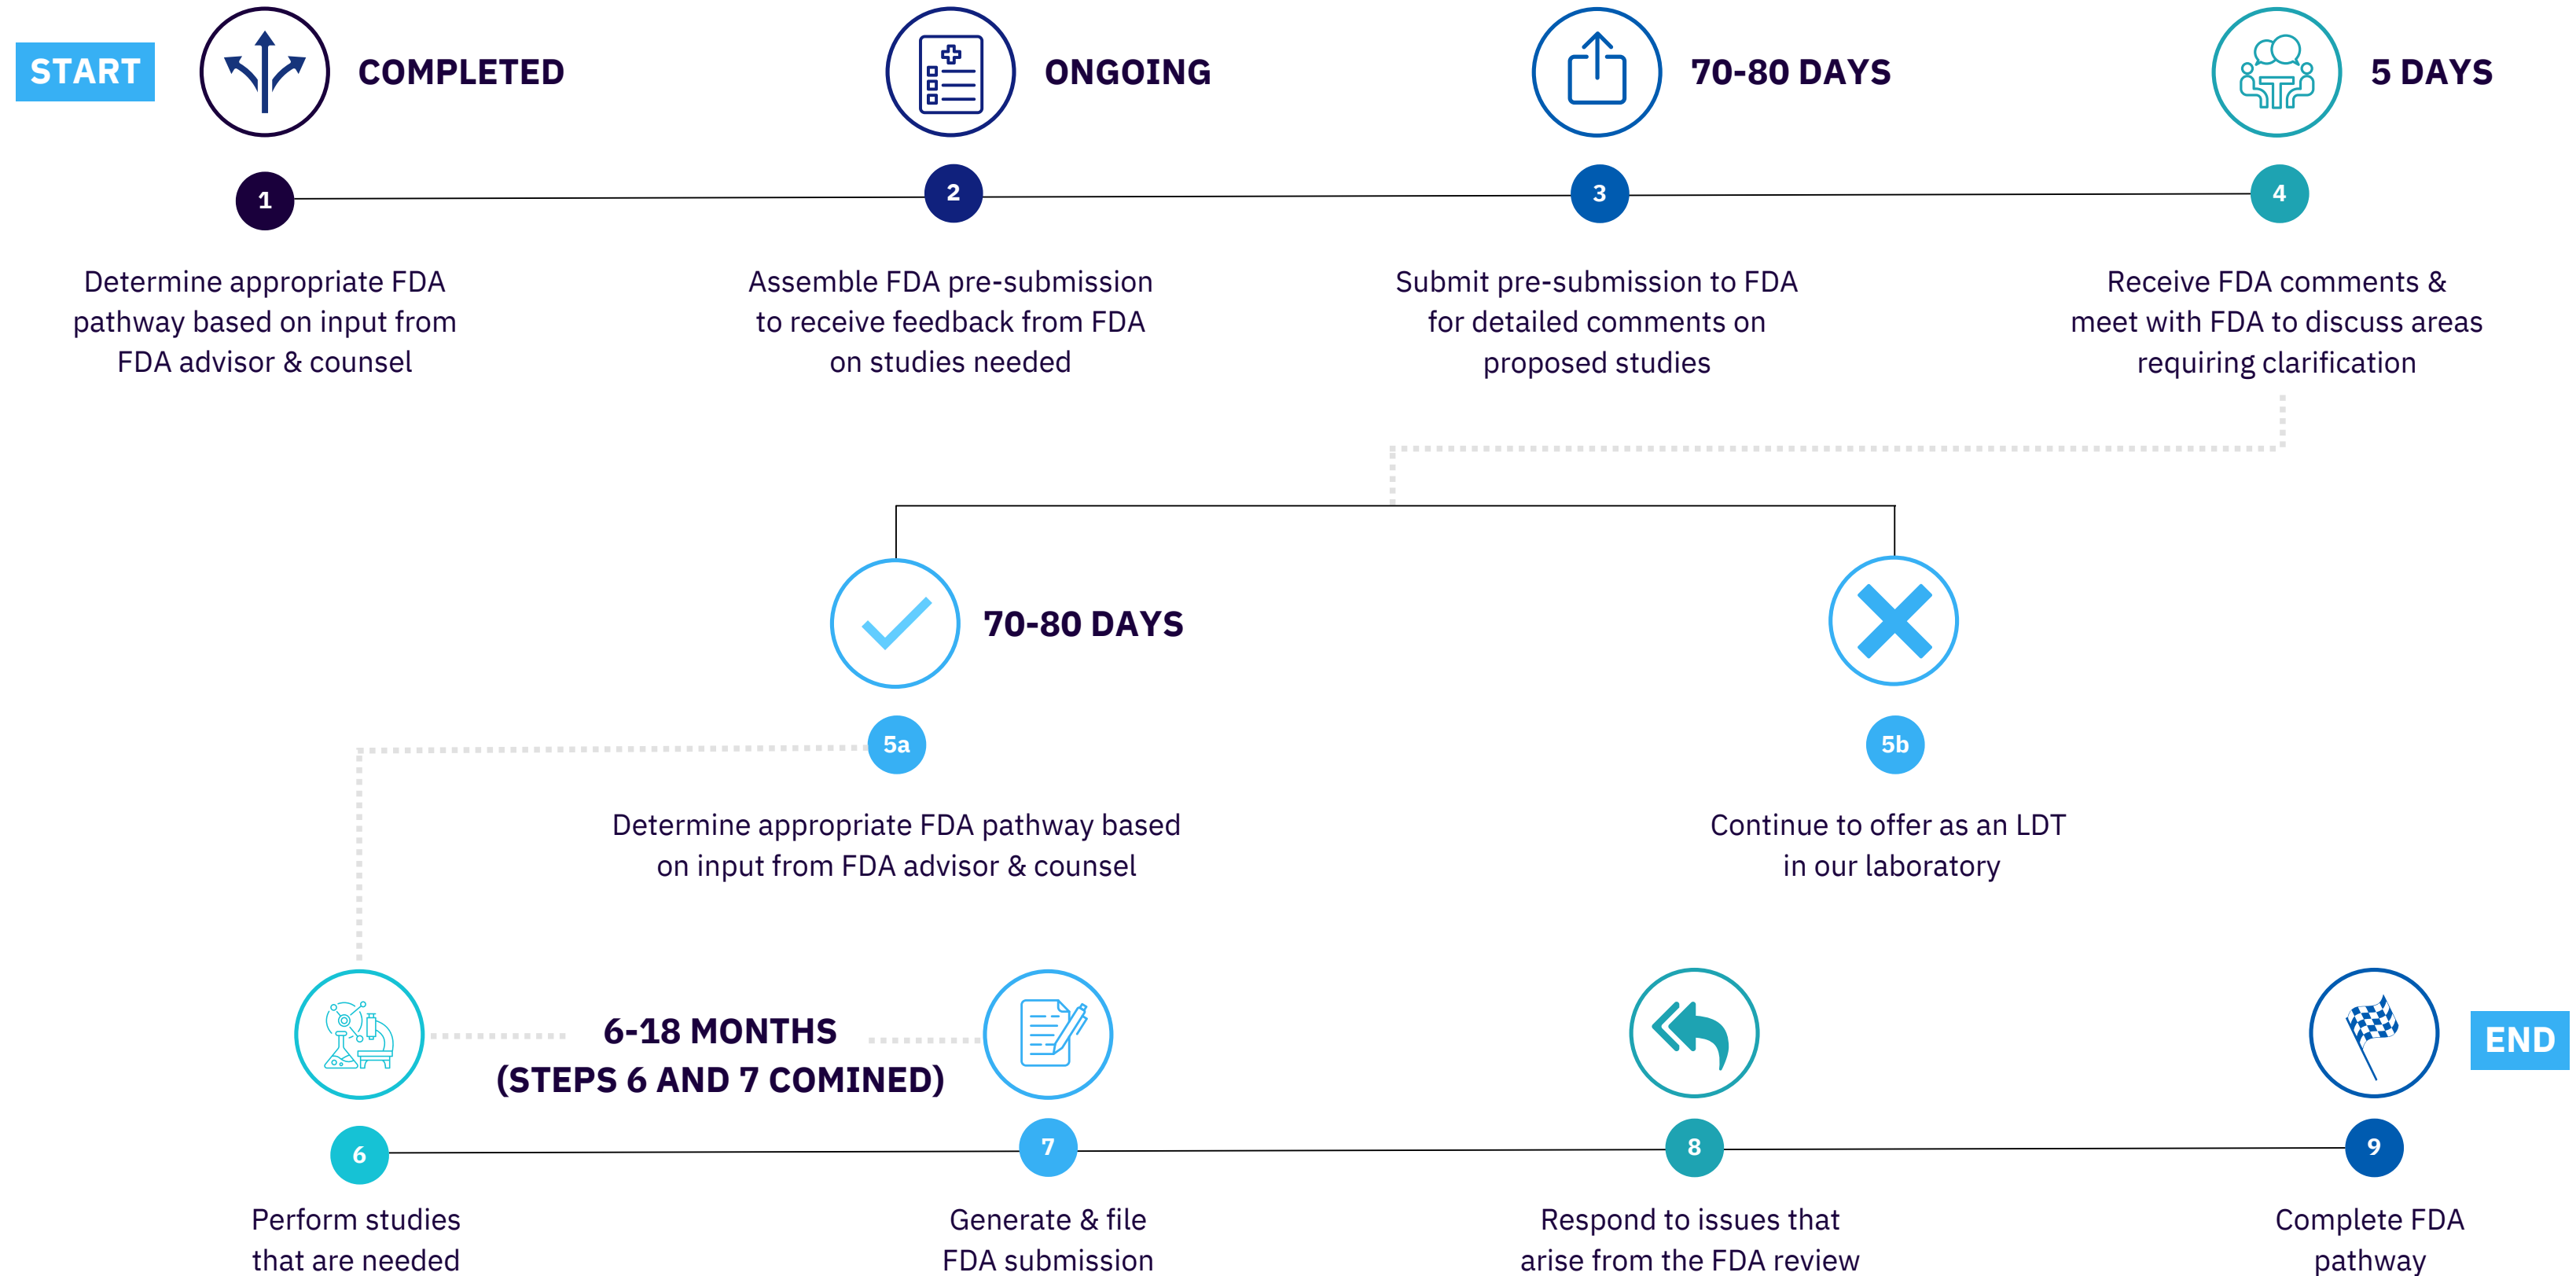 START
COMPLETED
ONGOING
70-80 DAYS
5 DAYS
1
2
3
4
Determine appropriate FDA
pathway based on input from
FDA advisor & counsel
Assemble FDA pre-submission
to receive feedback from FDA
on studies needed
Submit pre-submission to FDA
for detailed comments on
proposed studies
Receive FDA comments &
meet with FDA to discuss areas
requiring clarification
70-80 DAYS
5a
5b
Determine appropriate FDA pathway based
on input from FDA advisor & counsel
Continue to offer as an LDT
in our laboratory
6-18 MONTHS
(STEPS 6 AND 7 COMINED)
END
6
7
8
9
Perform studies
that are needed
Generate & file
FDA submission
Respond to issues that
arise from the FDA review
Complete FDA
pathway